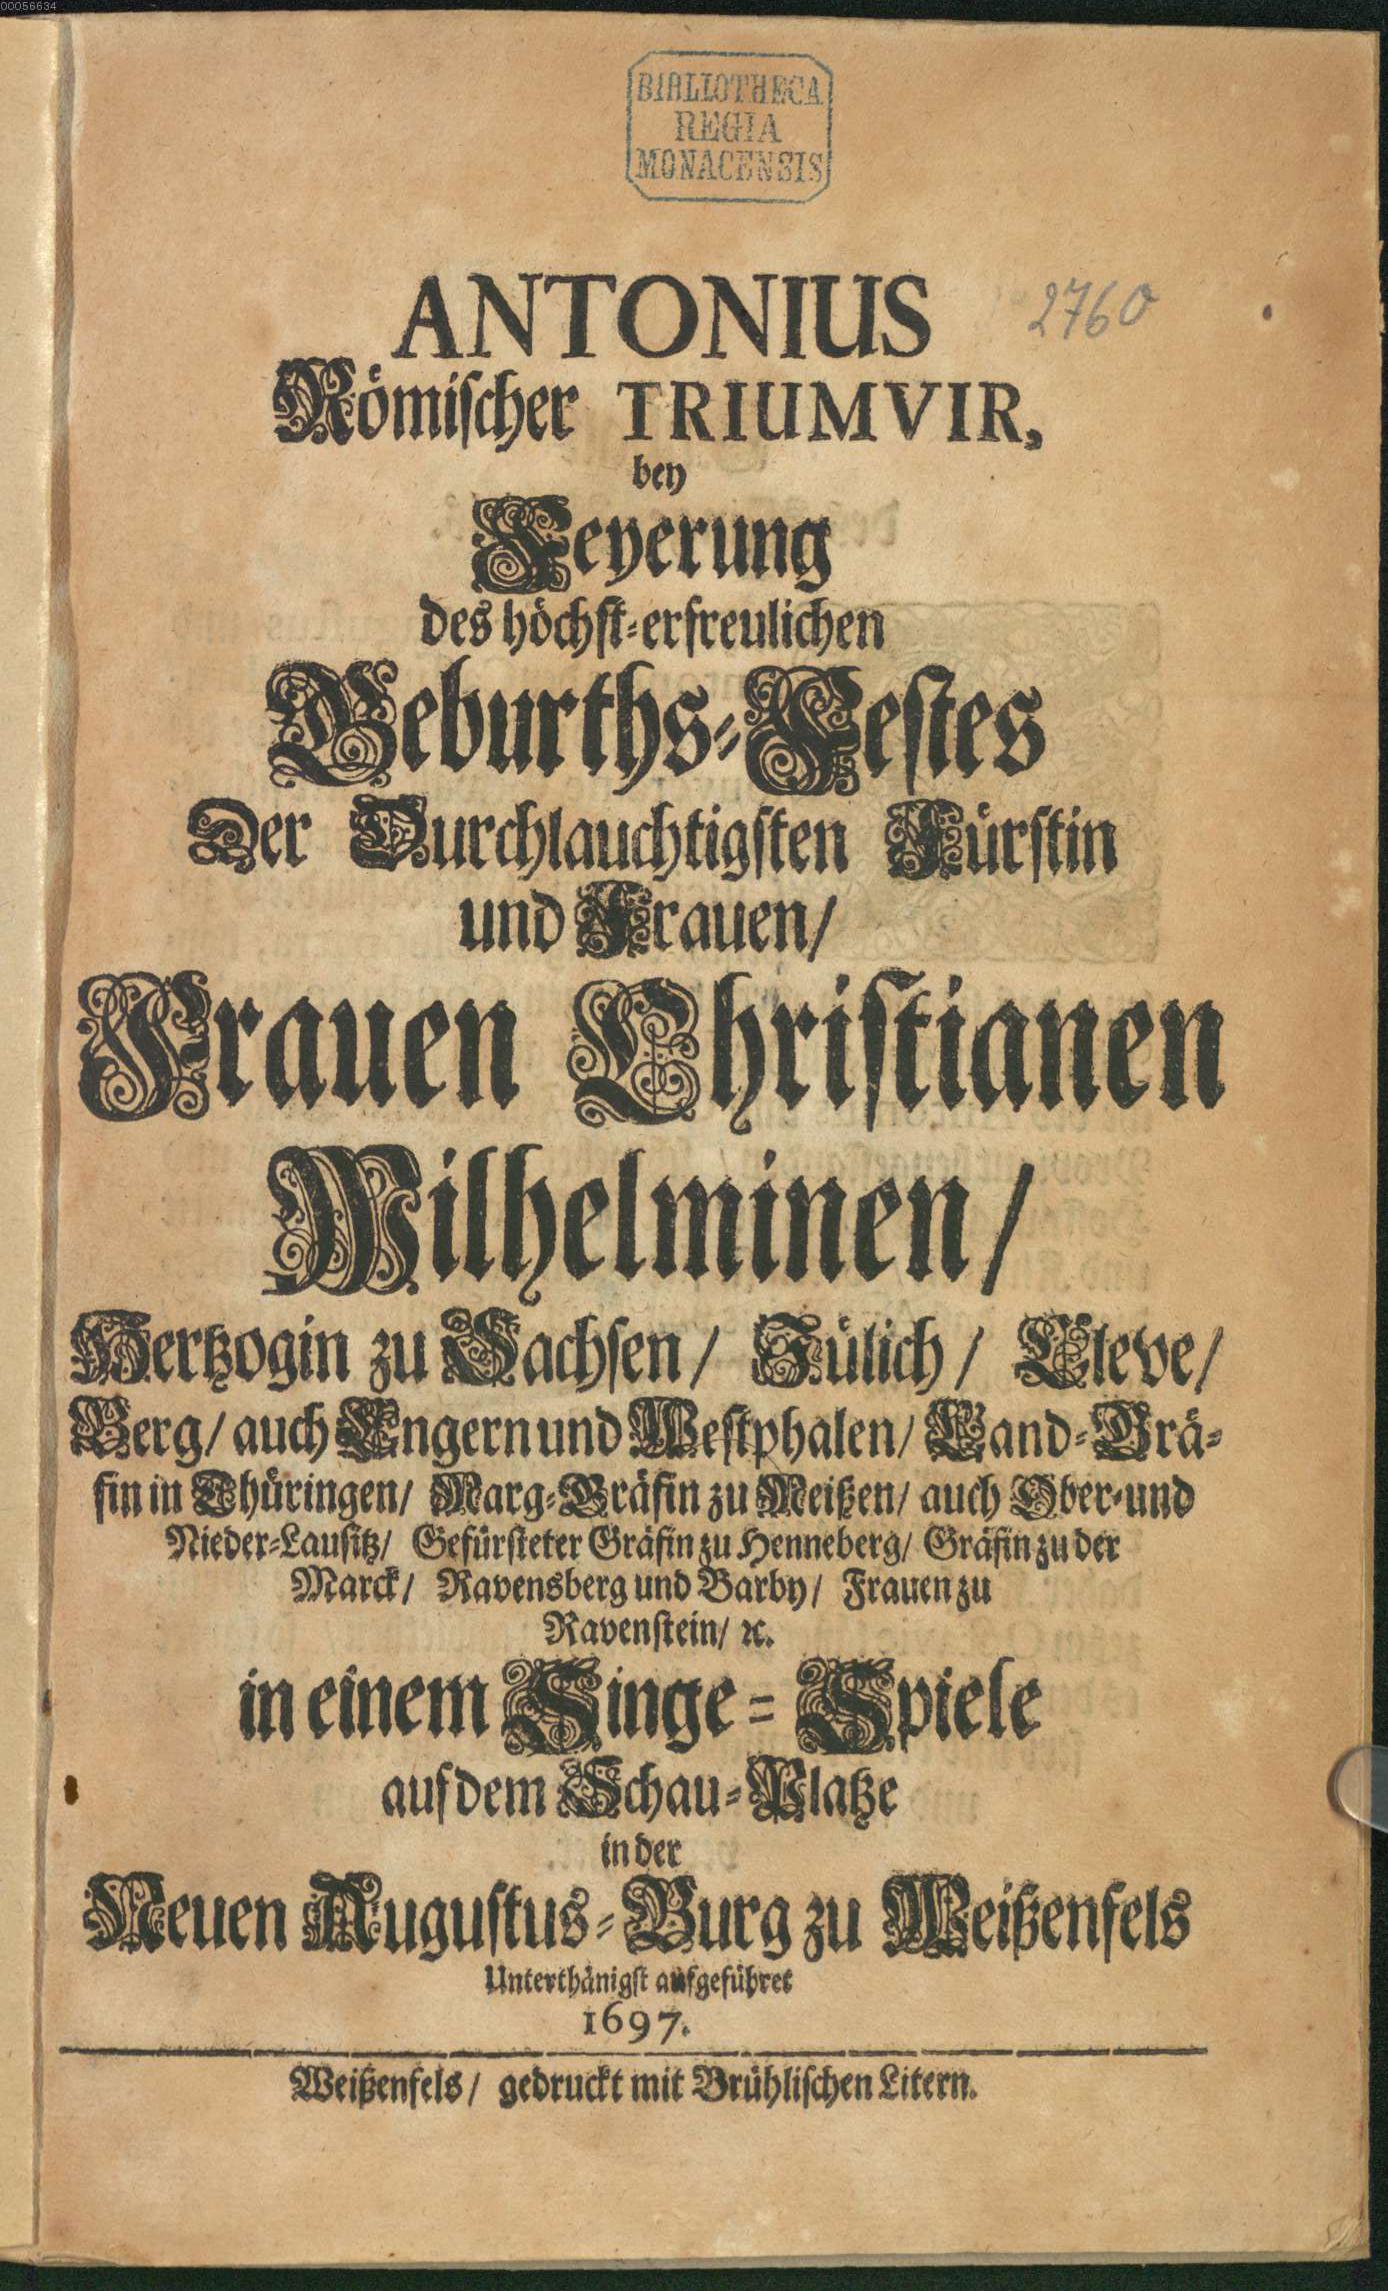 00056634
BIBLIOTHECA
REGIA
MONACENSIS
ANTONIUS
2760
Römischer TRIUMVIR,
bey
Feyerung
des höchst-erfreulichen
Geburths-Festes
Der Durchlauchtigsten Fürstin
und Frauen/
Frauen Christianen
Wilhelminen/
Hertzogin zu Sachsen/ Jülich/ Cleve/
Berg/ auch Engern und Westphalen/ Land-Grä-
fin in Thüringen/ Marg-Gräfin zu Meißen/ auch Ober-und
Nieder-Lausitz/ Gefürsteter Gräfin zu Henneberg/ Gräfin zu der
Marck/ Ravensberg und Barby/ Frauen zu
Ravenstein/ ꝛc.
in einem Singe-Spiele
auf dem Schau-Platze
in der
Neuen Augustus-Burg zu Weißenfels
Unterthänigst aufgeführet
1697.
Weißenfels/ gedruckt mit Brühlischen Litern.